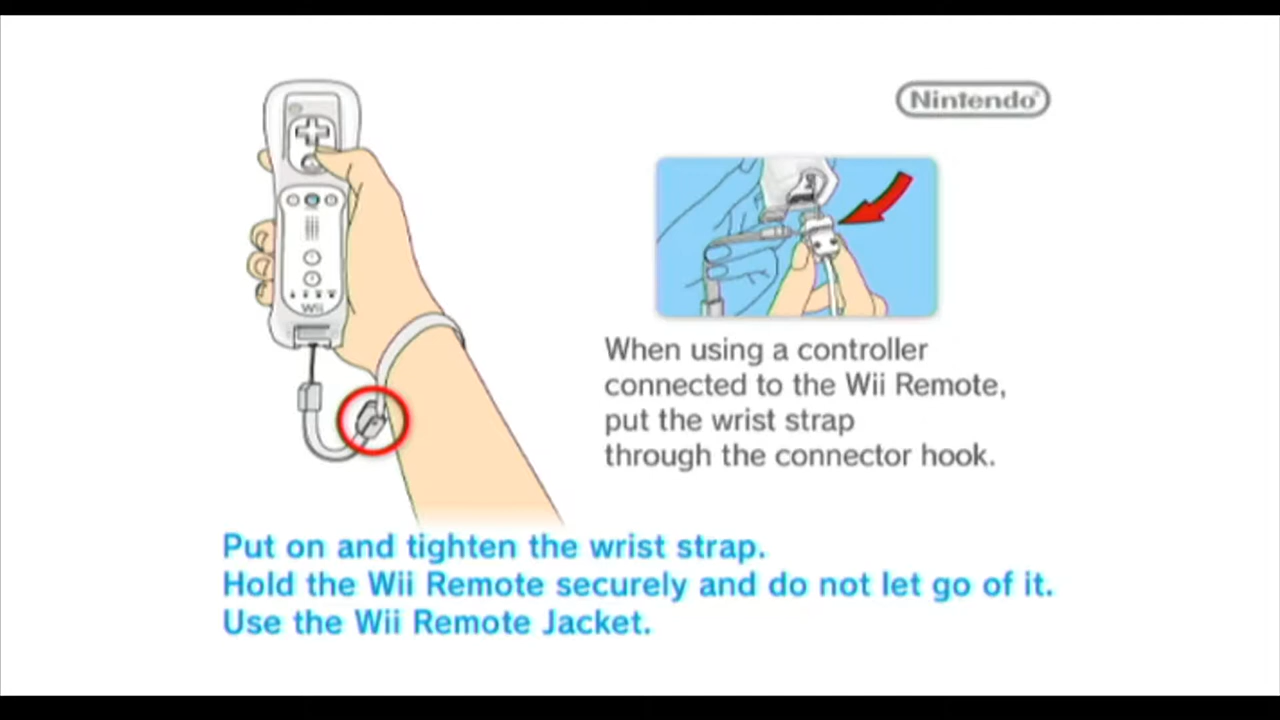 Nintendo®
Wii
When using a controller
connected to the Wii Remote,
put the wrist strap
through the connector hook.
Put on and tighten the wrist strap.
Hold the Wii Remote securely and do not let go of it.
Use the Wii Remote Jacket.